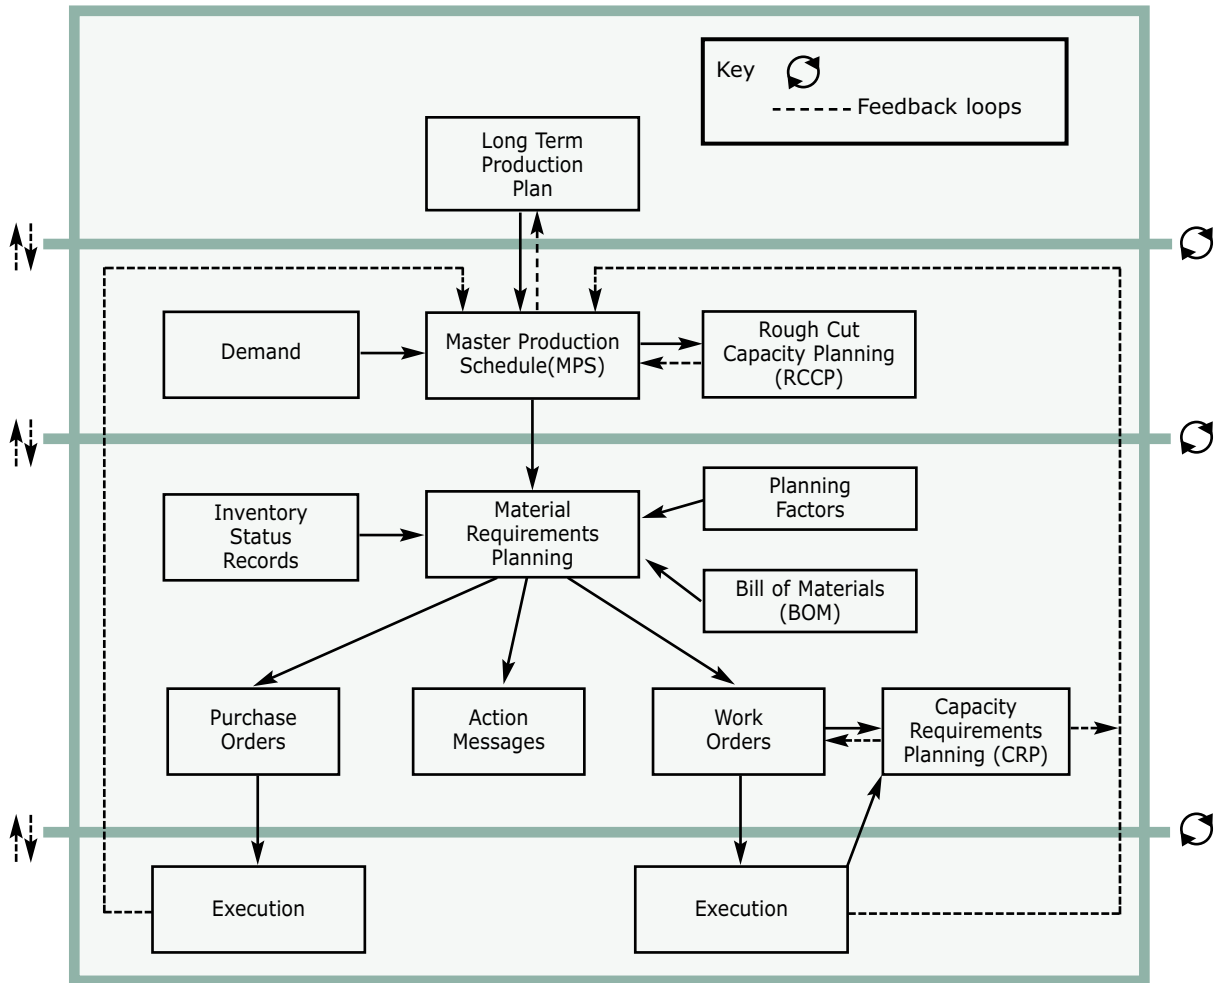 Key
Feedback loops
Long Term
Production
Plan
Demand
Master Production
Schedule(MPS)
Rough Cut
Capacity Planning
(RCCP)
Inventory
Status
Records
Material
Requirements
Planning
Planning
Factors
Bill of Materials
(BOM)
Purchase
Orders
Action
Messages
Work
Orders
Capacity
Requirements
Planning (CRP)
Execution
Execution